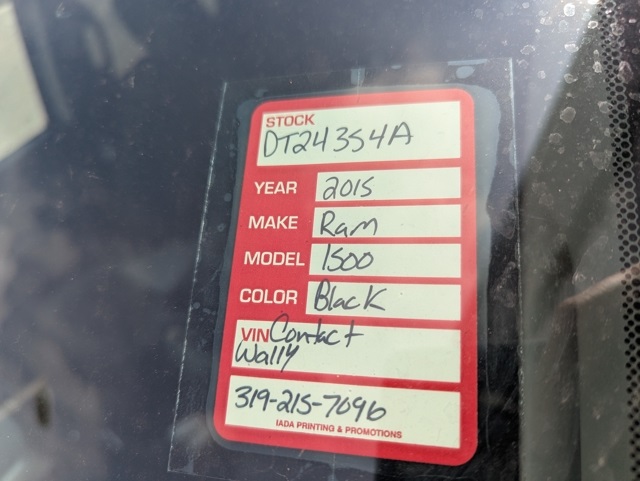 STOCK
DT24354A
YEAR 2015
MAKE Ram
MODEL 1500
COLOR Black
VIN Contact
Wally
319-215-7096
IADA PRINTING & PROMOTIONS